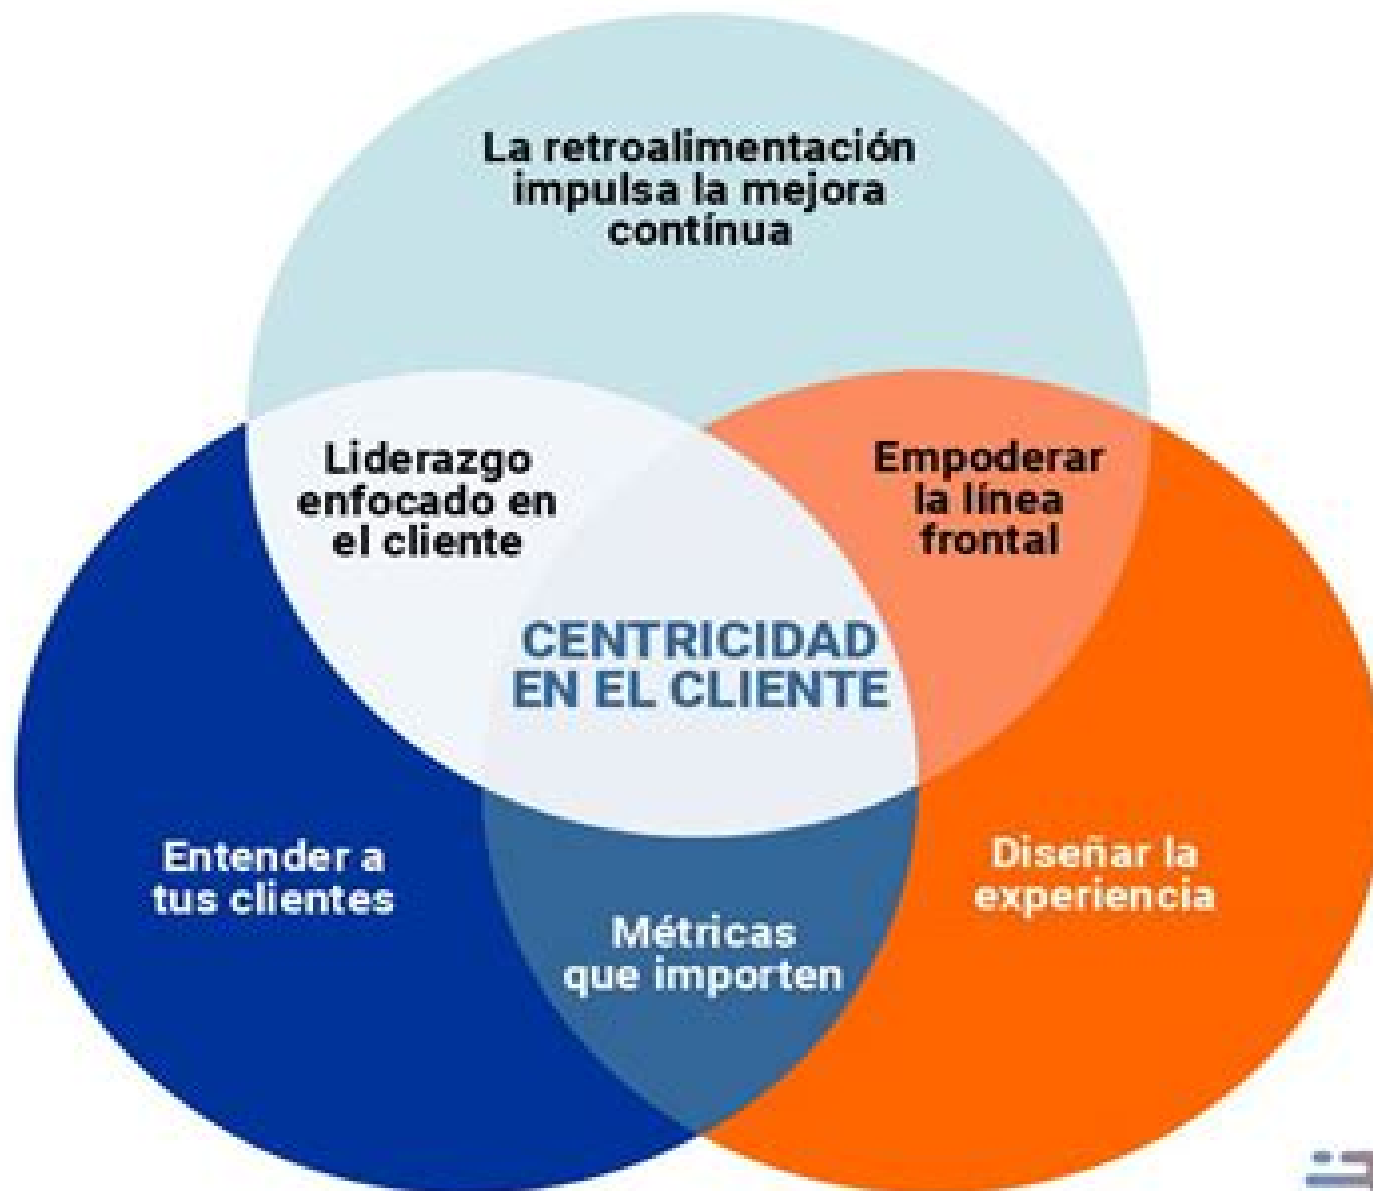 La retroalimentación
impulsa la mejora
contínua
Liderazgo
enfocado en
el cliente
Empoderar
la línea
frontal
CENTRICIDAD
EN EL CLIENTE
Entender a
tus clientes
Diseñar la
experiencia
Métricas
que importen